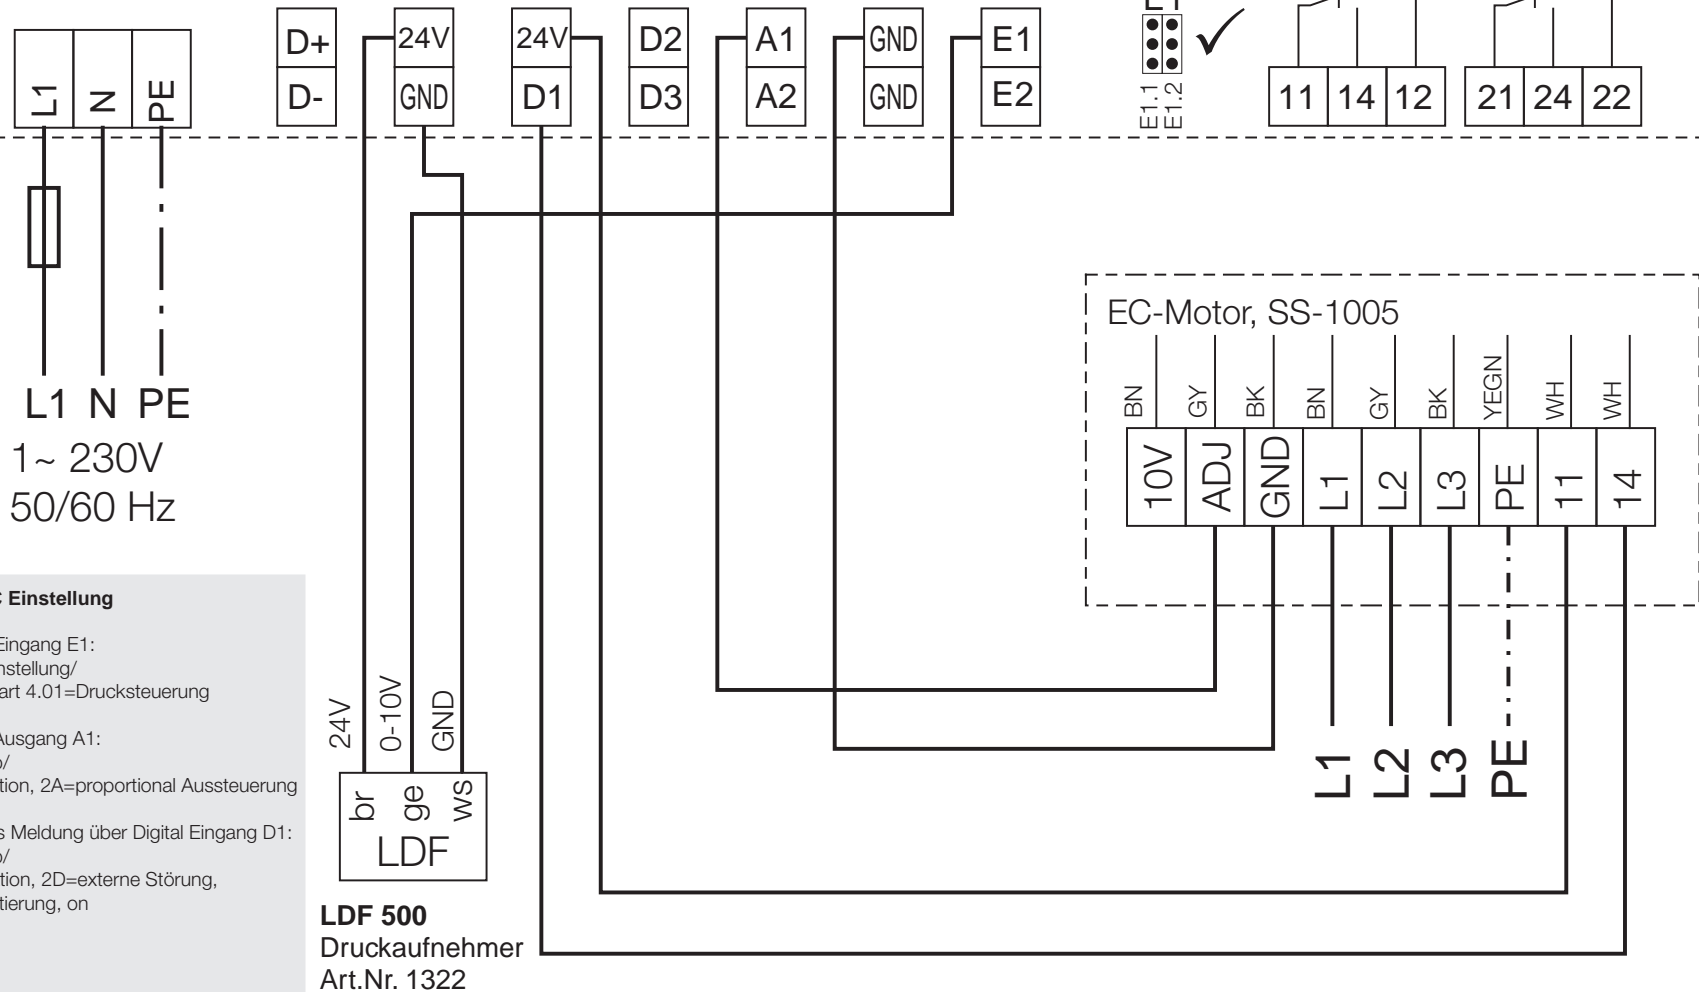 L1 N PE
D+ 24V 24V D2 A1 GND E1
D- GND D1 D3 A2 GND E2
E1.1
E1.2
11 14 12 21 24 22
L1 N PE
1~ 230V
50/60 Hz
EC-Motor, SS-1005
BN GY BK BN GY BK YEGN WH WH
10V ADJ GND L1 L2 L3 PE 11 14
L1 L2 L3 PE
Einstellung
Eingang E1:
nstellung/
art 4.01=Drucksteuerung
Ausgang A1:
o/
tion, 2A=proportional Aussteuerung
s Meldung über Digital Eingang D1:
o/
tion, 2D=externe Störung,
tierung, on
24V 0-10V GND
br ge ws
LDF
LDF 500
Druckaufnehmer
Art.Nr. 1322